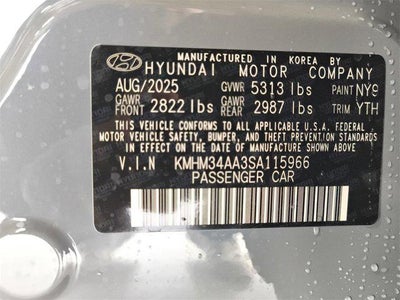 MANUFACTURED IN KOREA BY
HYUNDAI MOTOR COMPANY
AUG/2025 GVWR 5313 lbs PAINT NY9
GAWR FRONT 2822 lbs GAWR REAR 2987 lbs TRIM YTH
THIS VEHICLE CONFORMS TO ALL APPLICABLE U.S.A. FEDERAL
MOTOR VEHICLE SAFETY, BUMPER, AND THEFT PREVENTION
STANDARDS IN EFFECT ON THE DATE OF MANUFACTURE SHOWN ABOVE.
V.I.N KMHM34AA3SA115966
PASSENGER CAR